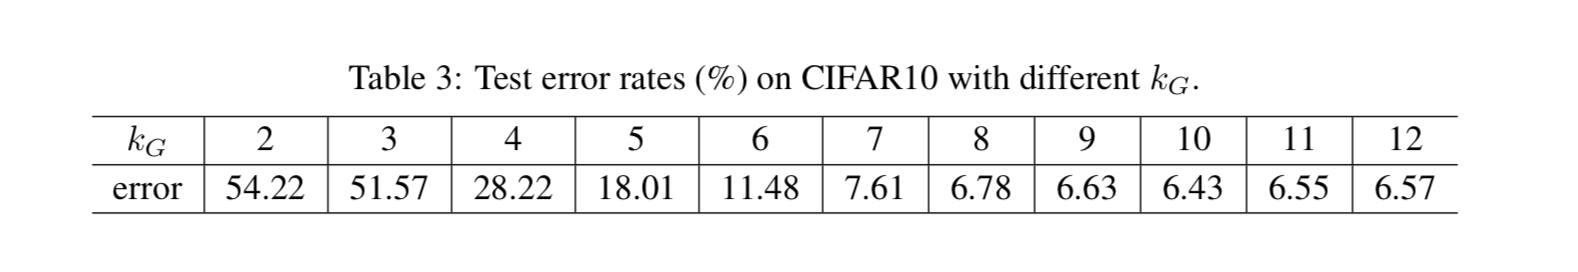 Table 3: Test error rates (%) on CIFAR10 with different k_G.
k_G 2 3 4 5 6 7 8 9 10 11 12
error 54.22 51.57 28.22 18.01 11.48 7.61 6.78 6.63 6.43 6.55 6.57